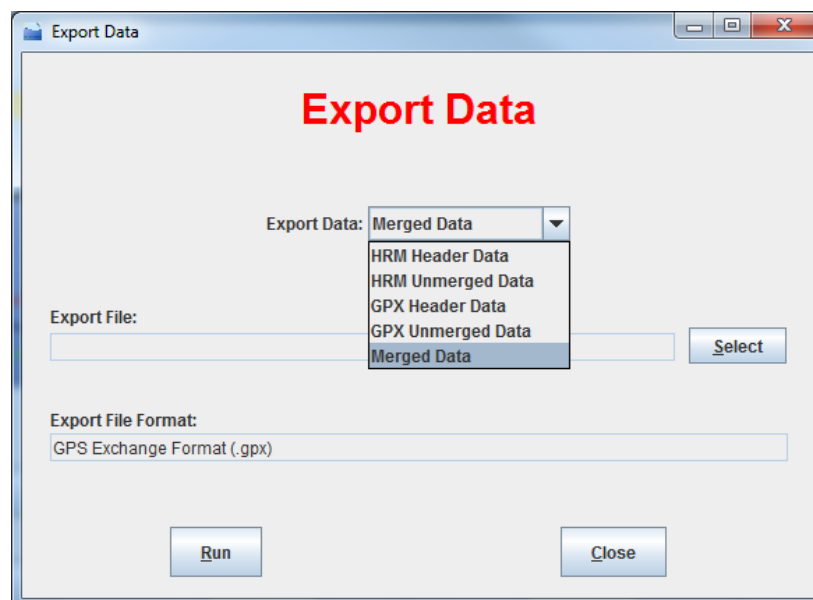 Export Data
Export Data
Export Data: Merged Data
HRM Header Data
HRM Unmerged Data
GPX Header Data
GPX Unmerged Data
Merged Data
Export File:
Select
Export File Format:
GPS Exchange Format (.gpx)
Run Close